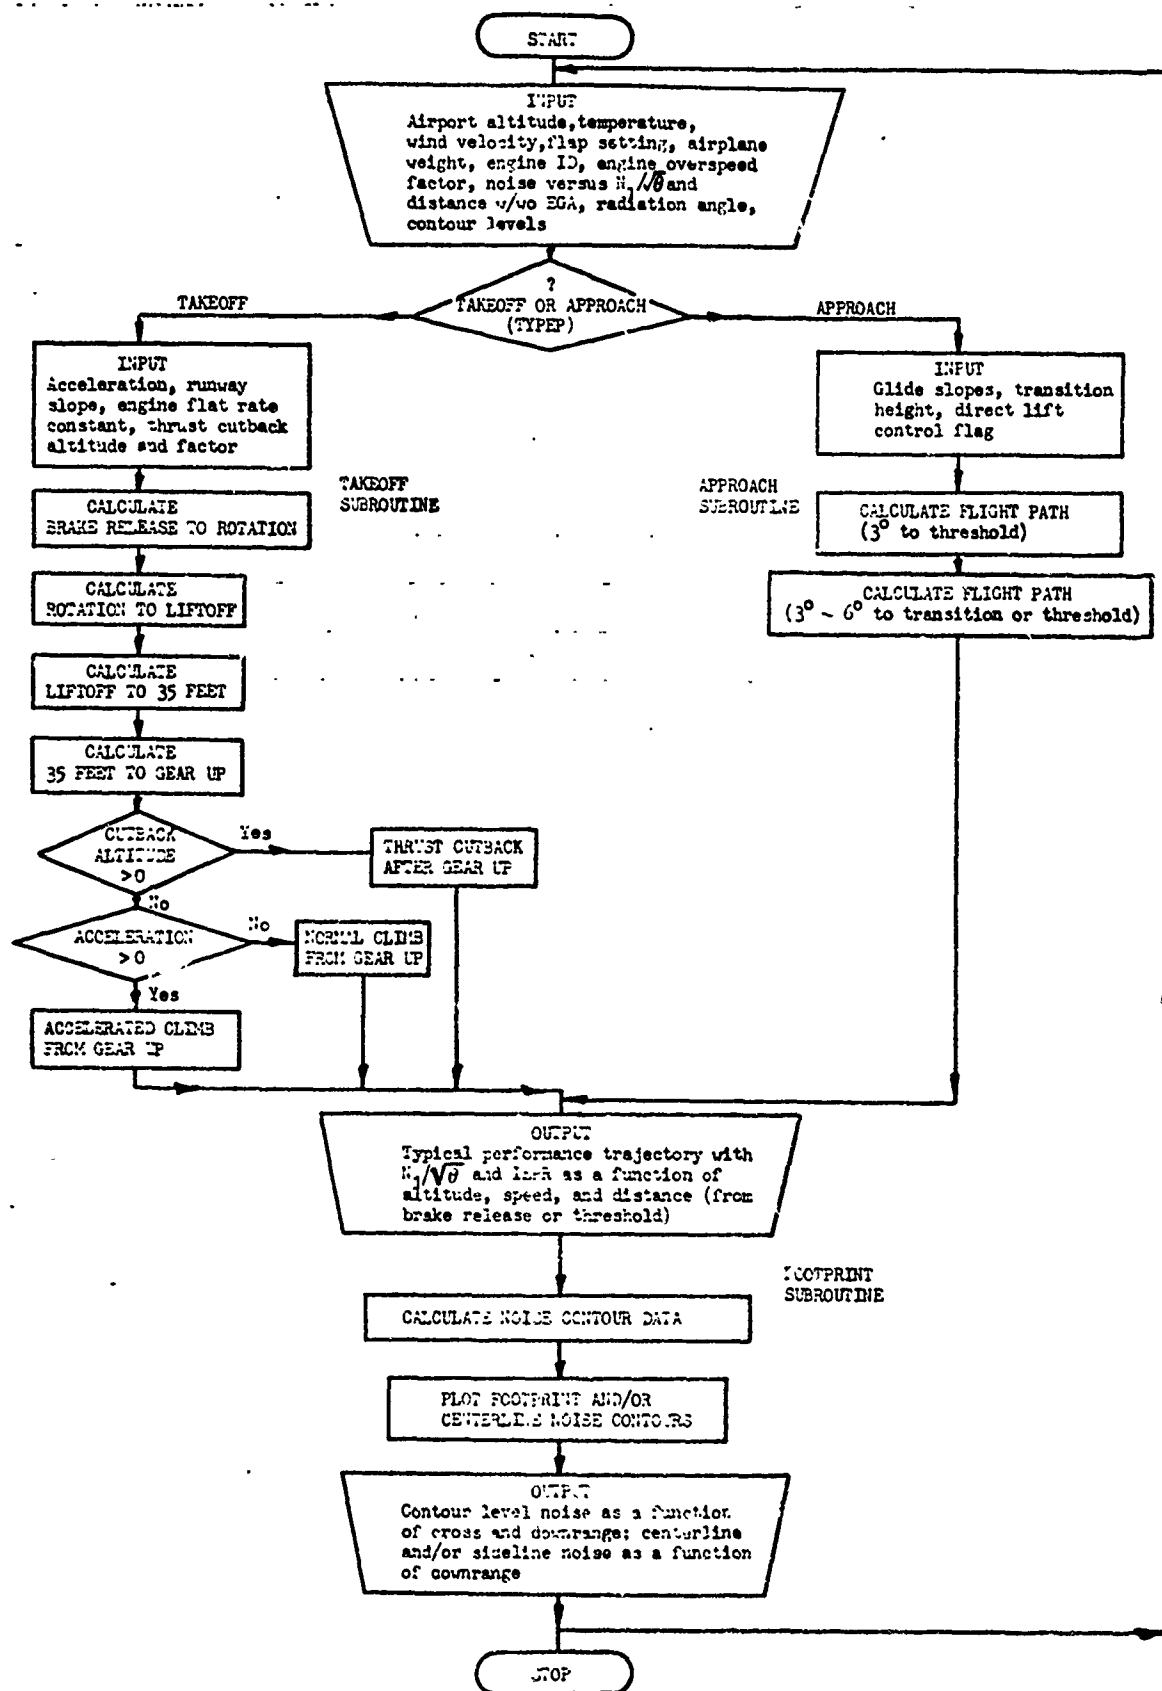 START
INPUT
Airport altitude, temperature,
wind velocity, flap setting, airplane
weight, engine ID, engine overspeed
factor, noise versus N₁/√θ and
distance w/wo EGA, radiation angle,
contour levels
?
TAKEOFF OR APPROACH
(TYPEP)
TAKEOFF
APPROACH
INPUT
Acceleration, runway
slope, engine flat rate
constant, thrust cutback
altitude and factor
TAKEOFF
SUBROUTINE
CALCULATE
BRAKE RELEASE TO ROTATION
CALCULATE
ROTATION TO LIFTOFF
CALCULATE
LIFTOFF TO 35 FEET
CALCULATE
35 FEET TO GEAR UP
CUTBACK
ALTITUDE
>0
Yes
THRUST CUTBACK
AFTER GEAR UP
No
ACCELERATION
>0
No
NORMAL CLIMB
FROM GEAR UP
Yes
ACCELERATED CLIMB
FROM GEAR UP
INPUT
Glide slopes, transition
height, direct lift
control flag
APPROACH
SUBROUTINE
CALCULATE FLIGHT PATH
(3° to threshold)
CALCULATE FLIGHT PATH
(3° ~ 6° to transition or threshold)
OUTPUT
Typical performance trajectory with
N₁/√θ and as a function of
altitude, speed, and distance (from
brake release or threshold)
FOOTPRINT
SUBROUTINE
CALCULATE NOISE CONTOUR DATA
PLOT FOOTPRINT AND/OR
CENTERLINE NOISE CONTOURS
OUTPUT
Contour level noise as a function
of cross and downrange; centerline
and/or sideline noise as a function
of downrange
STOP